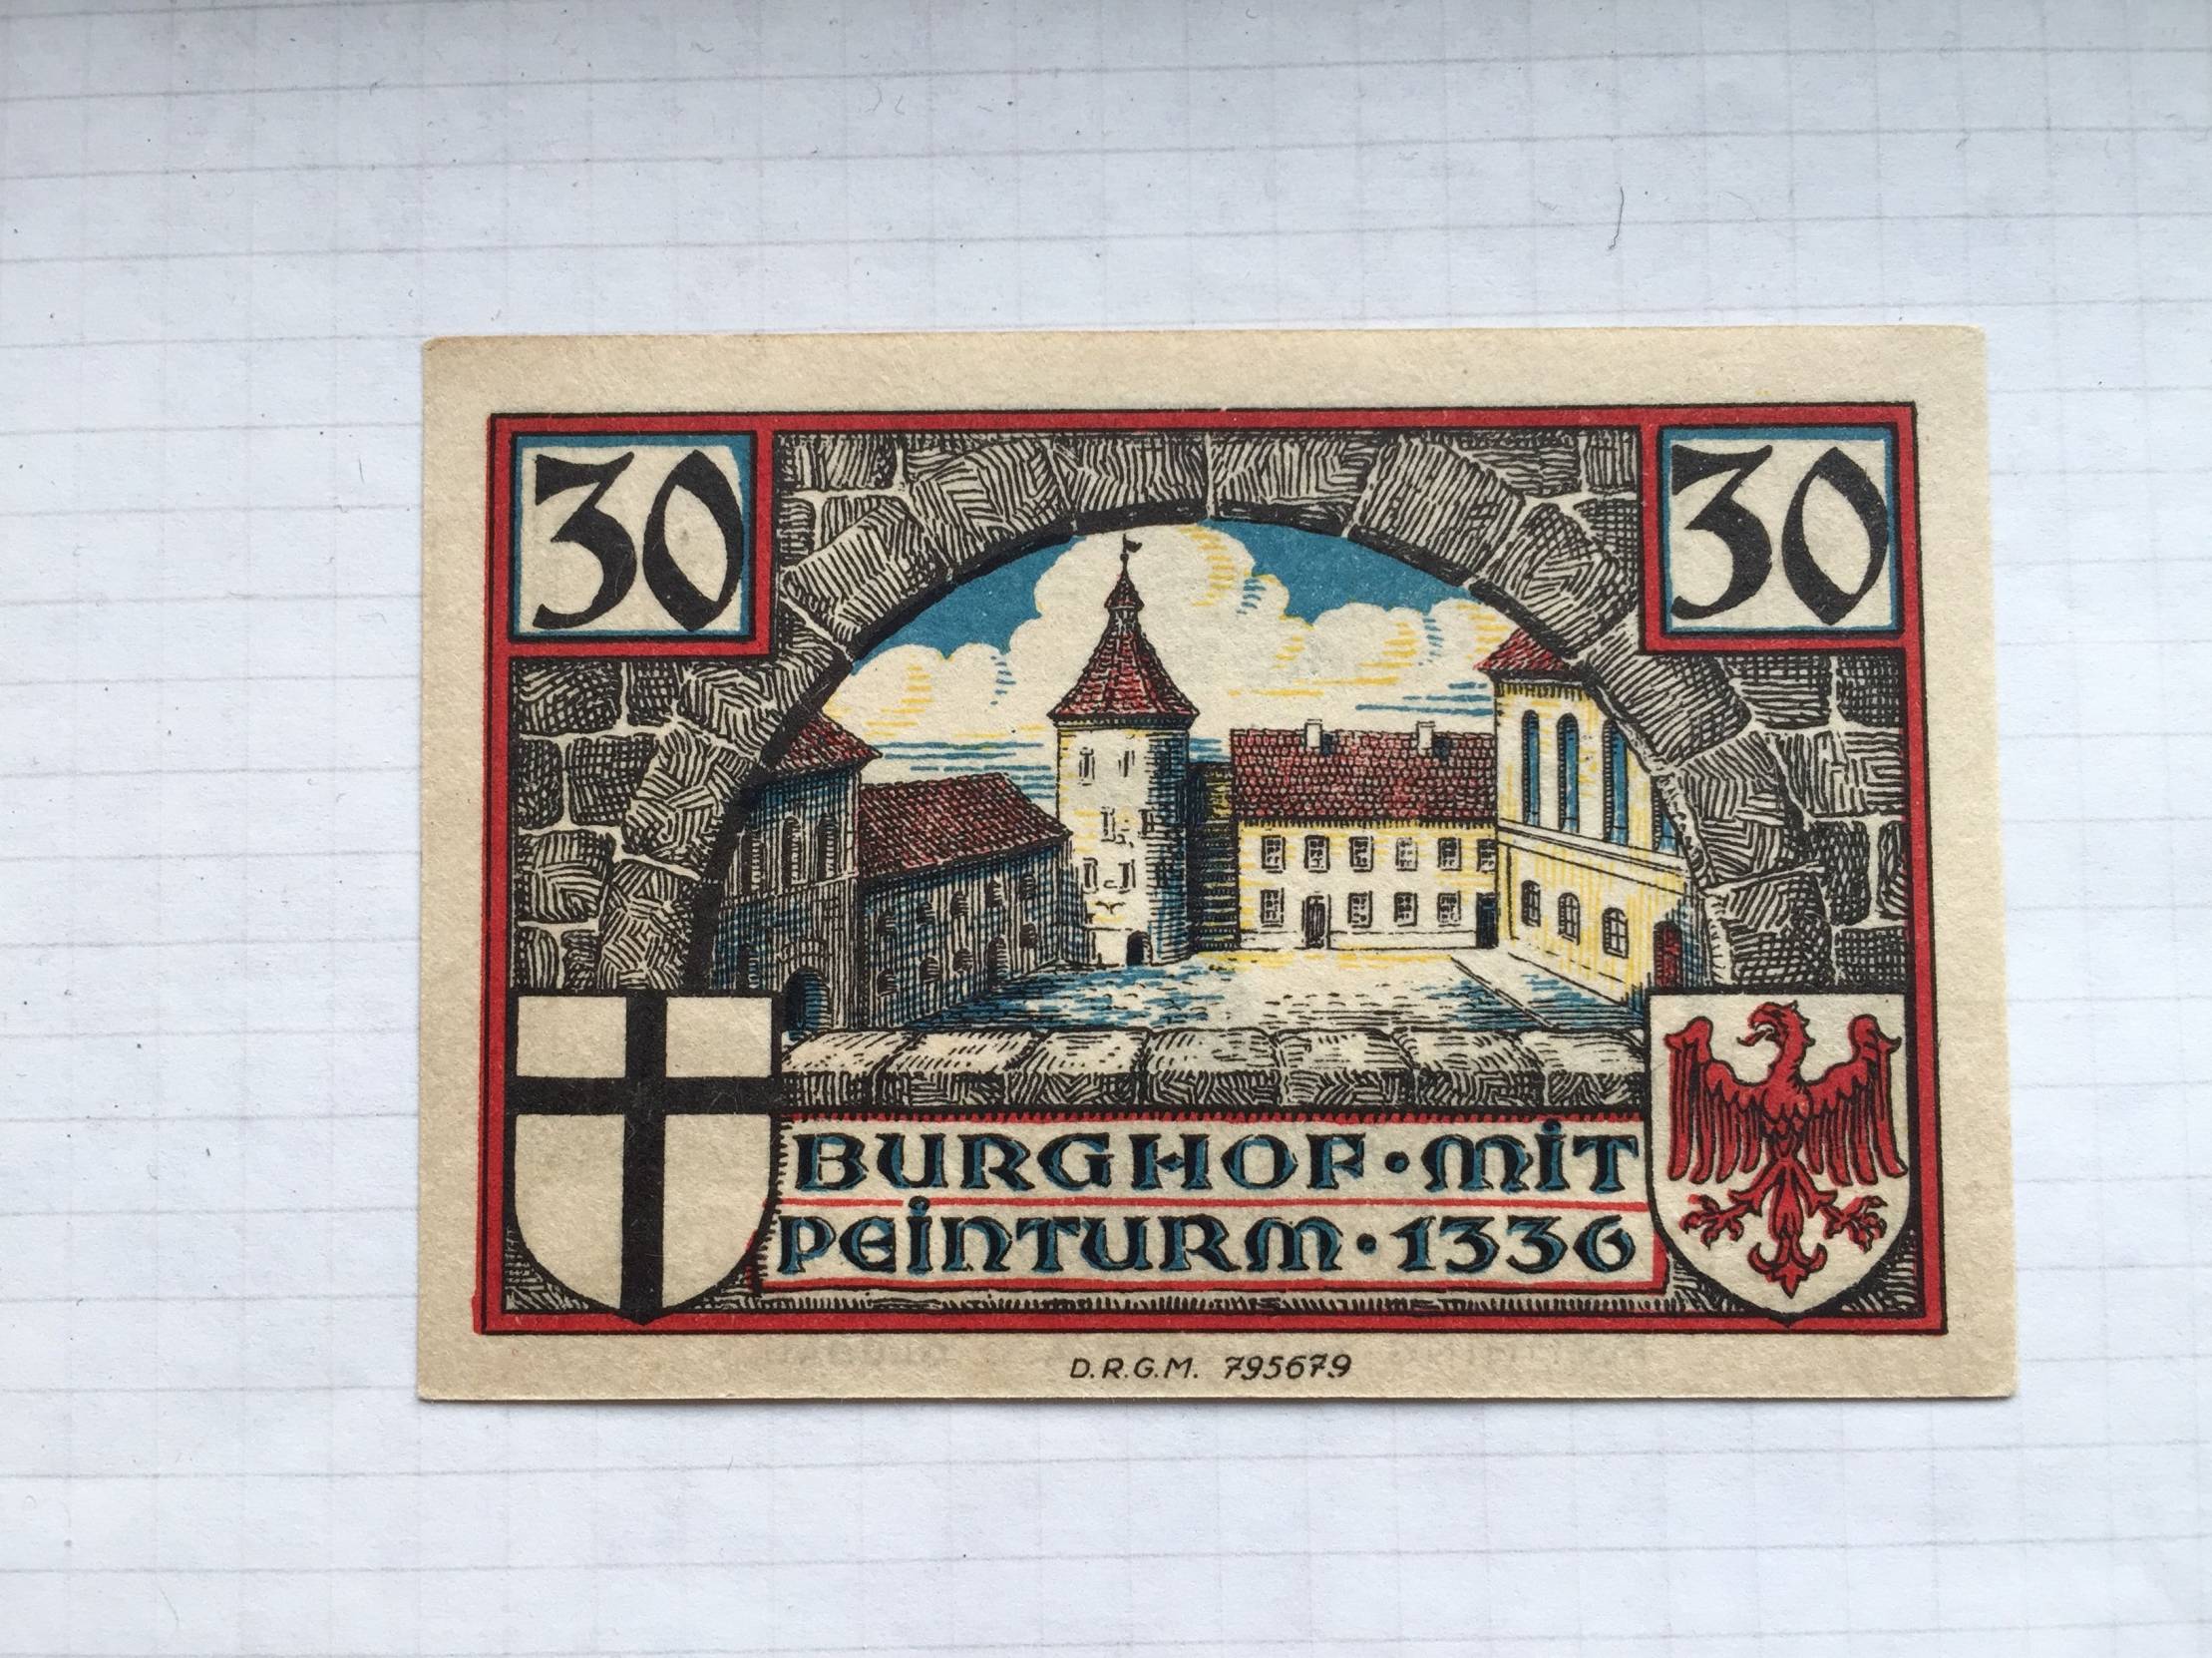 30 30
BURGHOF · MIT
PEINTURM · 1336
D.R.G.M. 795679